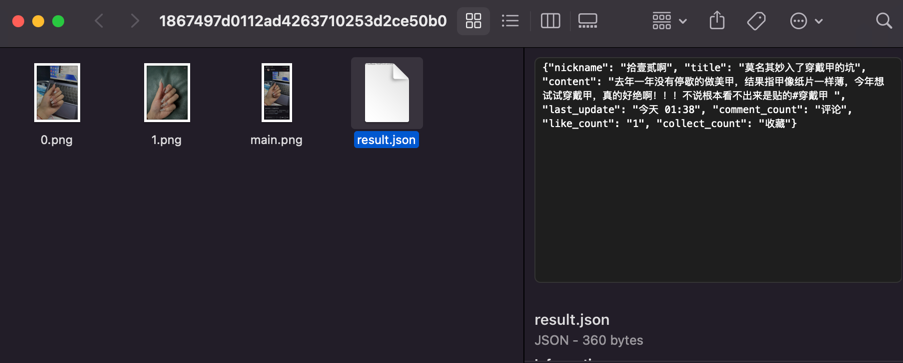 1867497d0112ad4263710253d2ce50b0
0.png
1.png
main.png
result.json
{"nickname": "拾壹贰啊", "title": "莫名其妙入了穿戴甲的坑",
"content": "去年一年没有停歇的做美甲，结果指甲像纸片一样薄，今年想
试试穿戴甲，真的好绝啊！！！不说根本看不出来是贴的#穿戴甲 ",
"last_update": "今天 01:38", "comment_count": "评论",
"like_count": "1", "collect_count": "收藏"}
result.json
JSON - 360 bytes